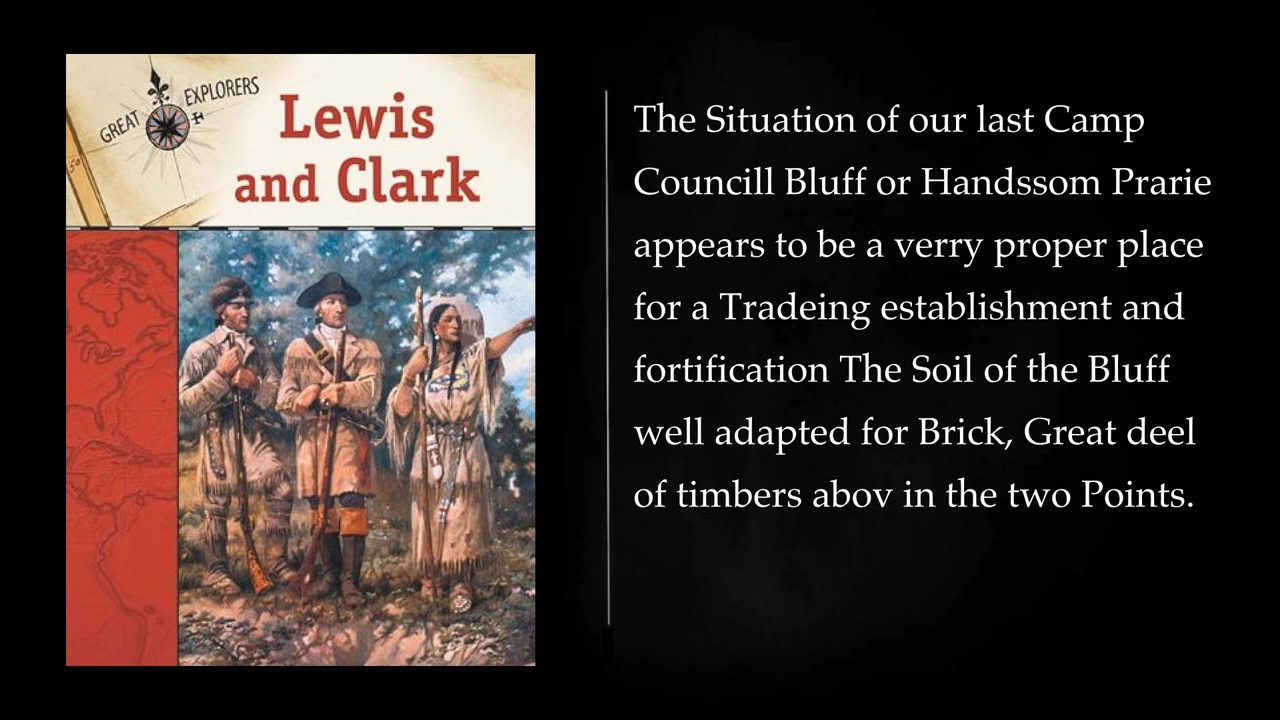 GREAT EXPLORERS
Lewis
and Clark
50
The Situation of our last Camp
Councill Bluff or Handssom Prarie
appears to be a verry proper place
for a Tradeing establishment and
fortification The Soil of the Bluff
well adapted for Brick, Great deel
of timbers abov in the two Points.